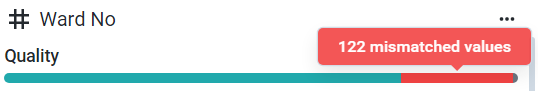 # Ward No
122 mismatched values
Quality